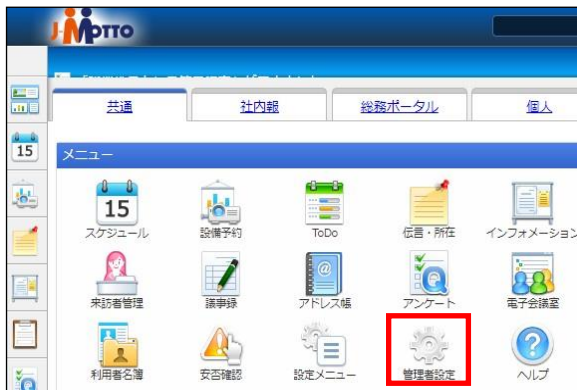 J-MOTTO
共通
社内報
総務ポータル
個人
15
メニュー
15
スケジュール
設備予約
ToDo
伝言・所在
インフォメーション
来訪者管理
議事録
アドレス帳
アンケート
電子会議室
利用者名簿
安否確認
設定メニュー
管理者設定
ヘルプ